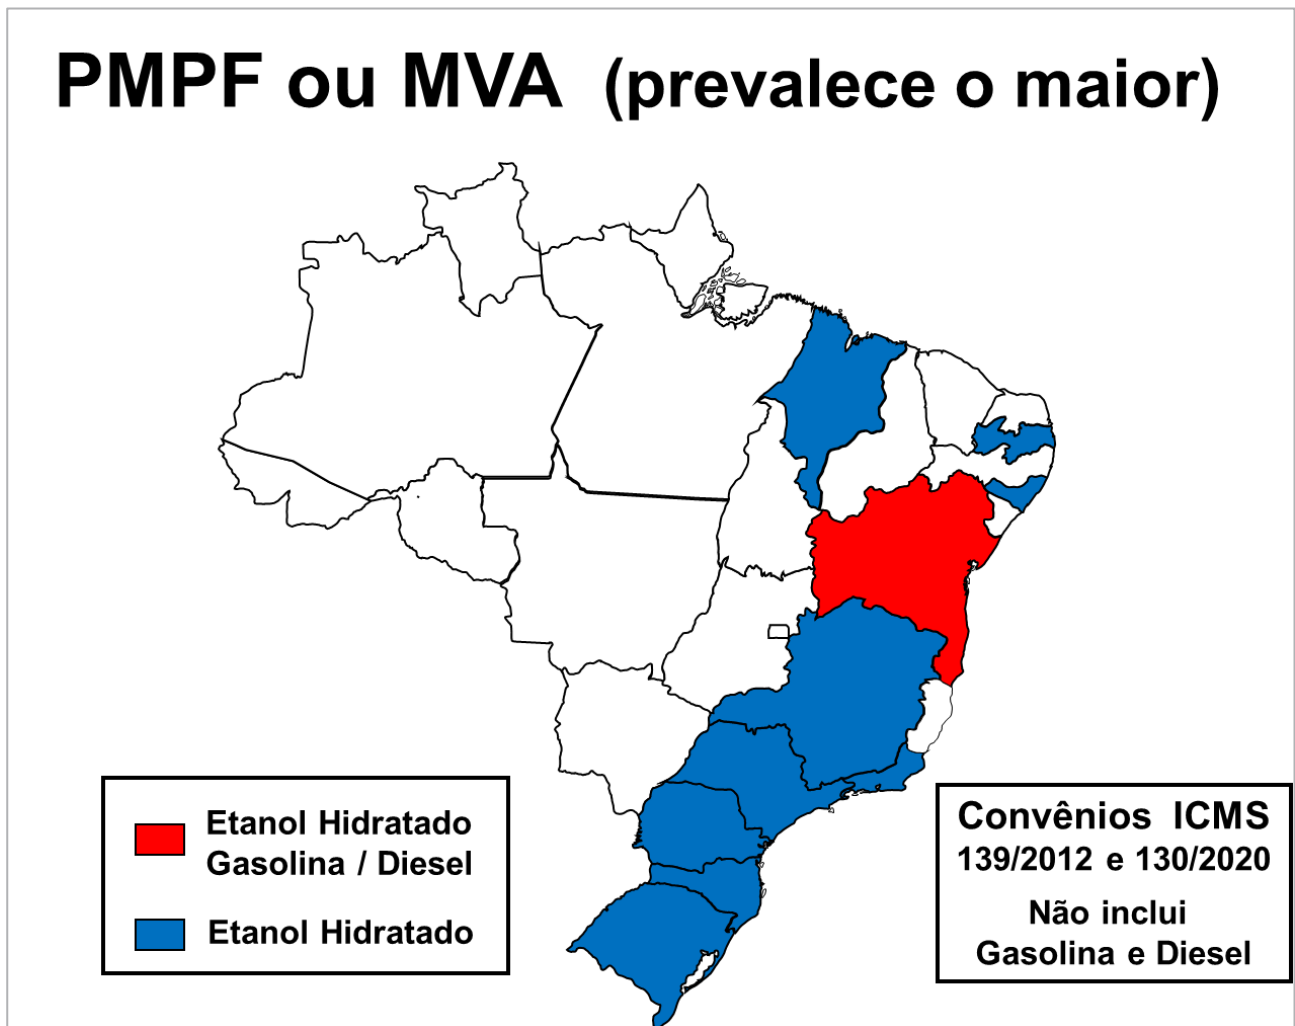 PMPF ou MVA (prevalece o maior)
Etanol Hidratado
Gasolina / Diesel
Etanol Hidratado
Convênios ICMS
139/2012 e 130/2020
Não inclui
Gasolina e Diesel